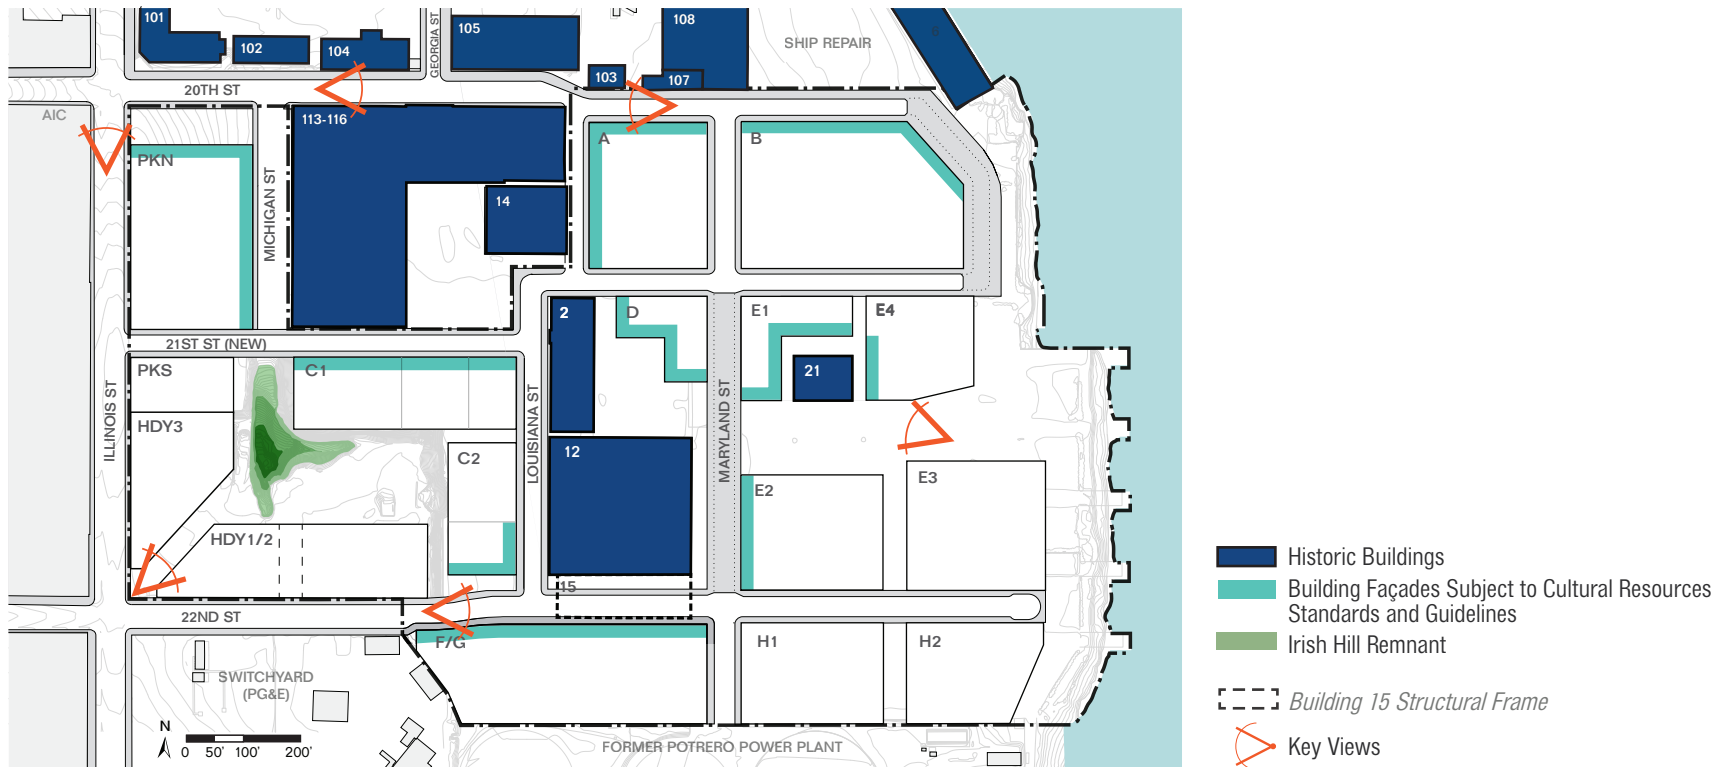 101
102
104
GEORGIA ST
105
108
103
107
SHIP REPAIR
20TH ST
AIC
113-116
A
B
PKN
MICHIGAN ST
14
2
D
E1
E4
21ST ST (NEW)
PKS
C1
21
ILLINOIS ST
HDY3
LOUISIANA ST
MARYLAND ST
C2
12
E2
E3
HDY1/2
15
22ND ST
F/G
H1
H2
SWITCHYARD
(PG&E)
N
0 50' 100' 200'
FORMER POTRERO POWER PLANT
Historic Buildings
Building Façades Subject to Cultural Resources
Standards and Guidelines
Irish Hill Remnant
Building 15 Structural Frame
Key Views